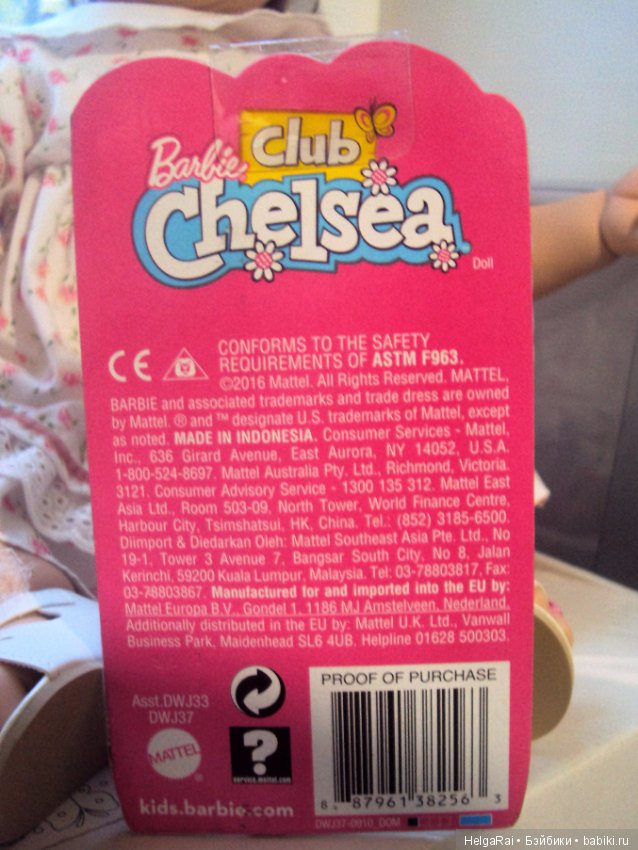 Barbie
Club
Chelsea
Doll
CE
CONFORMS TO THE SAFETY
REQUIREMENTS OF ASTM F963.
©2016 Mattel. All Rights Reserved. MATTEL,
BARBIE and associated trademarks and trade dress are owned
by Mattel. ® and ™ designate U.S. trademarks of Mattel, except
as noted. MADE IN INDONESIA. Consumer Services - Mattel,
Inc., 636 Girard Avenue, East Aurora, NY 14052, U.S.A.
1-800-524-8697. Mattel Australia Pty. Ltd., Richmond, Victoria.
3121. Consumer Advisory Service - 1300 135 312. Mattel East
Asia Ltd., Room 503-09, North Tower, World Finance Centre,
Harbour City, Tsimshatsui, HK, China. Tel.: (852) 3185-6500.
Diimport & Diedarkan Oleh: Mattel Southeast Asia Pte. Ltd., No
19-1, Tower 3 Avenue 7, Bangsar South City, No 8, Jalan
Kerinchi, 59200 Kuala Lumpur, Malaysia. Tel: 03-78803817, Fax:
03-78803867. Manufactured for and imported into the EU by:
Mattel Europa B.V., Gondel 1, 1186 MJ Amstelveen, Nederland.
Additionally distributed in the EU by: Mattel U.K. Ltd., Vanwall
Business Park, Maidenhead SL6 4UB. Helpline 01628 500303.
PROOF OF PURCHASE
Asst.DWJ33
DWJ37
MATTEL
®
?
service.mattel.com
kids.barbie.com
8 87961 38256 3
DWJ37-0910_DOM
HelgaRai • Бэйбики • babiki.ru